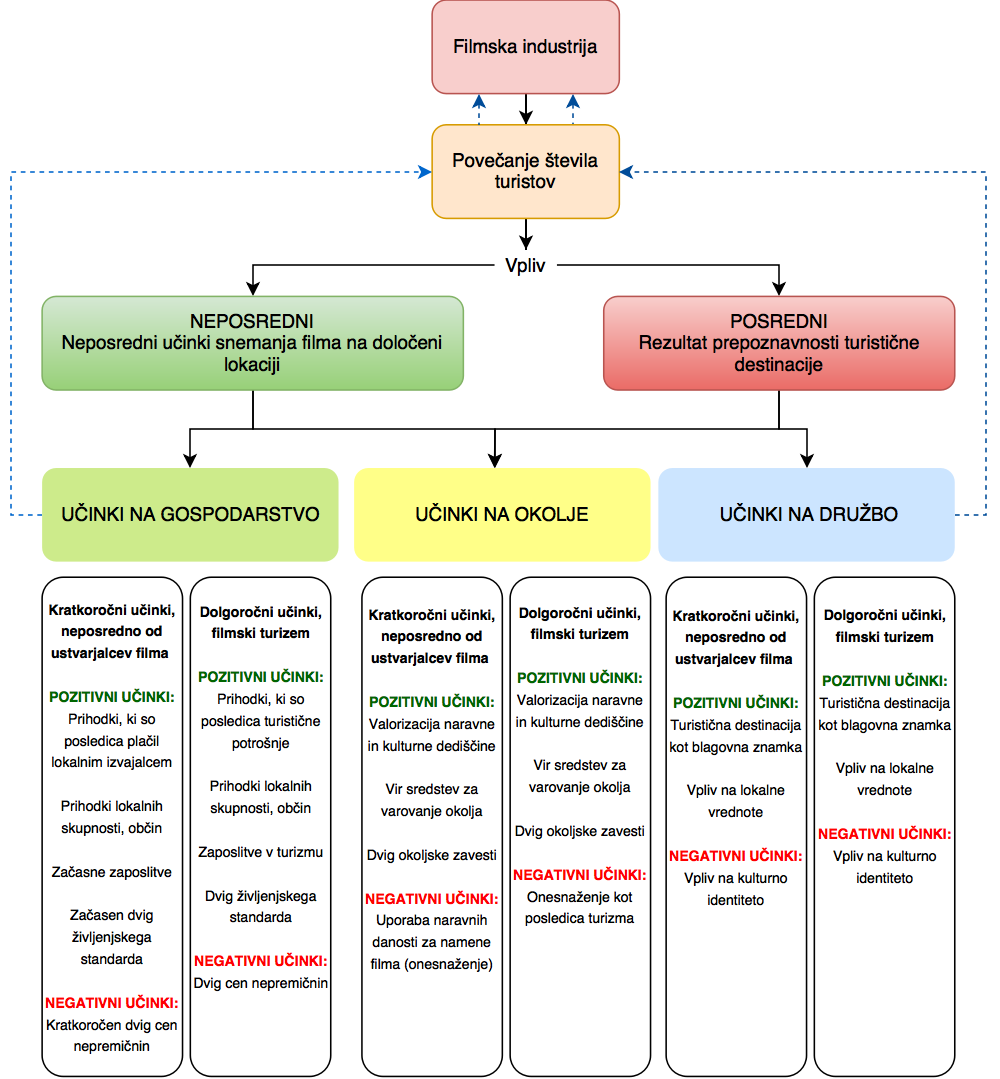 Filmska industrija
Povečanje števila
turistov
Vpliv
NEPOSREDNI
Neposredni učinki snemanja filma na določeni
lokaciji
POSREDNI
Rezultat prepoznavnosti turistične
destinacije
UČINKI NA GOSPODARSTVO
UČINKI NA OKOLJE
UČINKI NA DRUŽBO
Kratkoročni učinki,
neposredno od
ustvarjalcev filma
POZITIVNI UČINKI:
Prihodki, ki so
posledica plačil
lokalnim izvajalcem
Prihodki lokalnih
skupnosti, občin
Začasne zaposlitve
Začasen dvig
življenjskega
standarda
NEGATIVNI UČINKI:
Kratkoročen dvig cen
nepremičnin
Dolgoročni učinki,
filmski turizem
POZITIVNI UČINKI:
Prihodki, ki so
posledica turistične
potrošnje
Prihodki lokalnih
skupnosti, občin
Zaposlitve v turizmu
Dvig življenjskega
standarda
NEGATIVNI UČINKI:
Dvig cen nepremičnin
Kratkoročni učinki,
neposredno od
ustvarjalcev filma
POZITIVNI UČINKI:
Valorizacija naravne
in kulturne dediščine
Vir sredstev za
varovanje okolja
Dvig okoljske zavesti
NEGATIVNI UČINKI:
Uporaba naravnih
danosti za namene
filma (onesnaženje)
Dolgoročni učinki,
filmski turizem
POZITIVNI UČINKI:
Valorizacija naravne
in kulturne dediščine
Vir sredstev za
varovanje okolja
Dvig okoljske zavesti
NEGATIVNI UČINKI:
Onesnaženje kot
posledica turizma
Kratkoročni učinki,
neposredno od
ustvarjalcev filma
POZITIVNI UČINKI:
Turistična destinacija
kot blagovna znamka
Vpliv na lokalne
vrednote
NEGATIVNI UČINKI:
Vpliv na kulturno
identiteto
Dolgoročni učinki,
filmski turizem
POZITIVNI UČINKI:
Turistična destinacija
kot blagovna znamka
Vpliv na lokalne
vrednote
NEGATIVNI UČINKI:
Vpliv na kulturno
identiteto